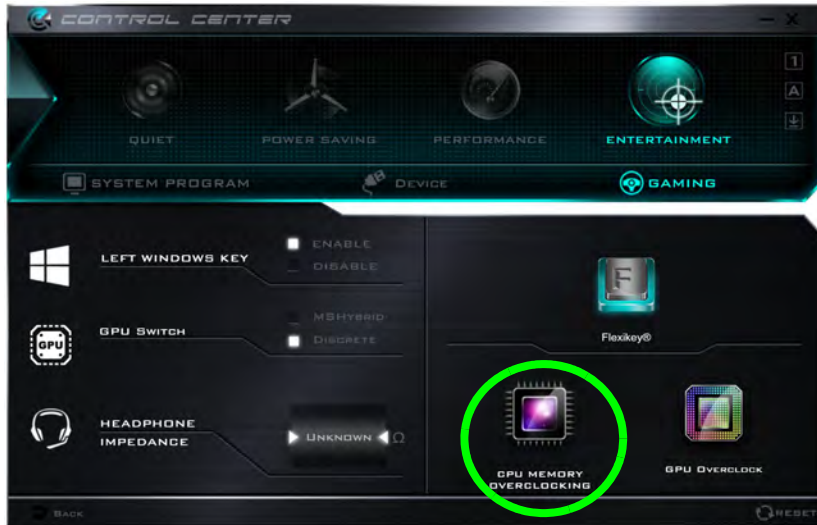 CONTROL CENTER
1
A
QUIET
POWER SAVING
PERFORMANCE
ENTERTAINMENT
SYSTEM PROGRAM
DEVICE
GAMING
LEFT WINDOWS KEY
ENABLE
DISABLE
GPU SWITCH
MSHYBRID
DISCRETE
GPU
HEADPHONE
IMPEDANCE
UNKNOWN Ω
F
Flexikey®
CPU MEMORY
OVERCLOCKING
GPU OVERCLOCK
BACK
RESET